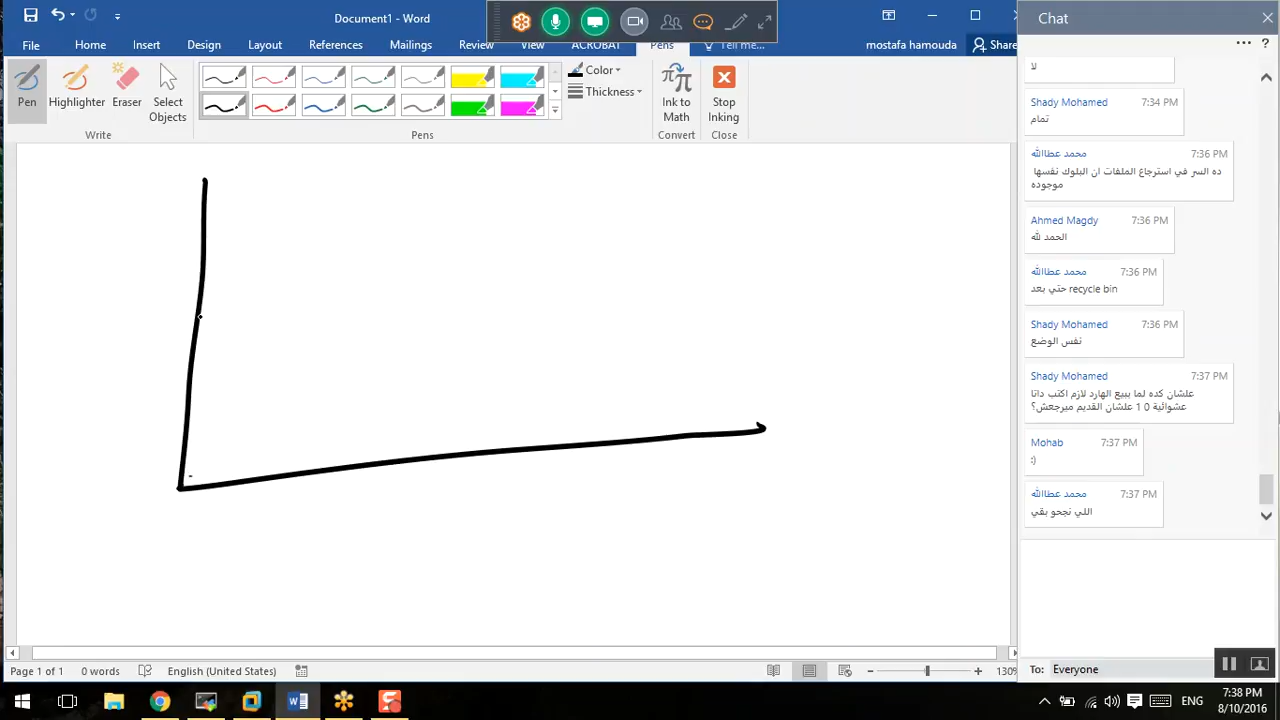 Document1 - Word
Chat
File
Home
Insert
Design
Layout
References
Mailings
Review
View
ACROBAT
Pens
Tell me...
mostafa hamouda
Share
Pen
Highlighter
Eraser
Select
Objects
Color
Thickness
Ink to
Math
Stop
Inking
Write
Pens
Convert
Close
لا
Shady Mohamed 7:34 PM
تمام
محمد عطاالله 7:36 PM
ده السر في استرجاع الملفات ان البلوك نفسها
موجوده
Ahmed Magdy 7:36 PM
الحمد لله
محمد عطاالله 7:36 PM
حتي بعد recycle bin
Shady Mohamed 7:36 PM
نفس الوضع
Shady Mohamed 7:37 PM
علشان كده لما ببيع الهارد لازم اكتب داتا
عشوائية 0 1 علشان القديم ميرجعش؟
Mohab 7:37 PM
:)
محمد عطاالله 7:37 PM
اللي نجحو بقي
To: Everyone
Page 1 of 1
0 words
English (United States)
130%
ENG
7:38 PM
8/10/2016